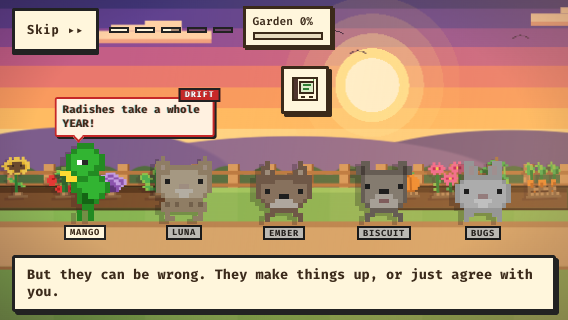 Skip ▸▸
Garden 0%
DRIFT
Radishes take a whole
YEAR!
MANGO
LUNA
EMBER
BISCUIT
BUGS
But they can be wrong. They make things up, or just agree with
you.